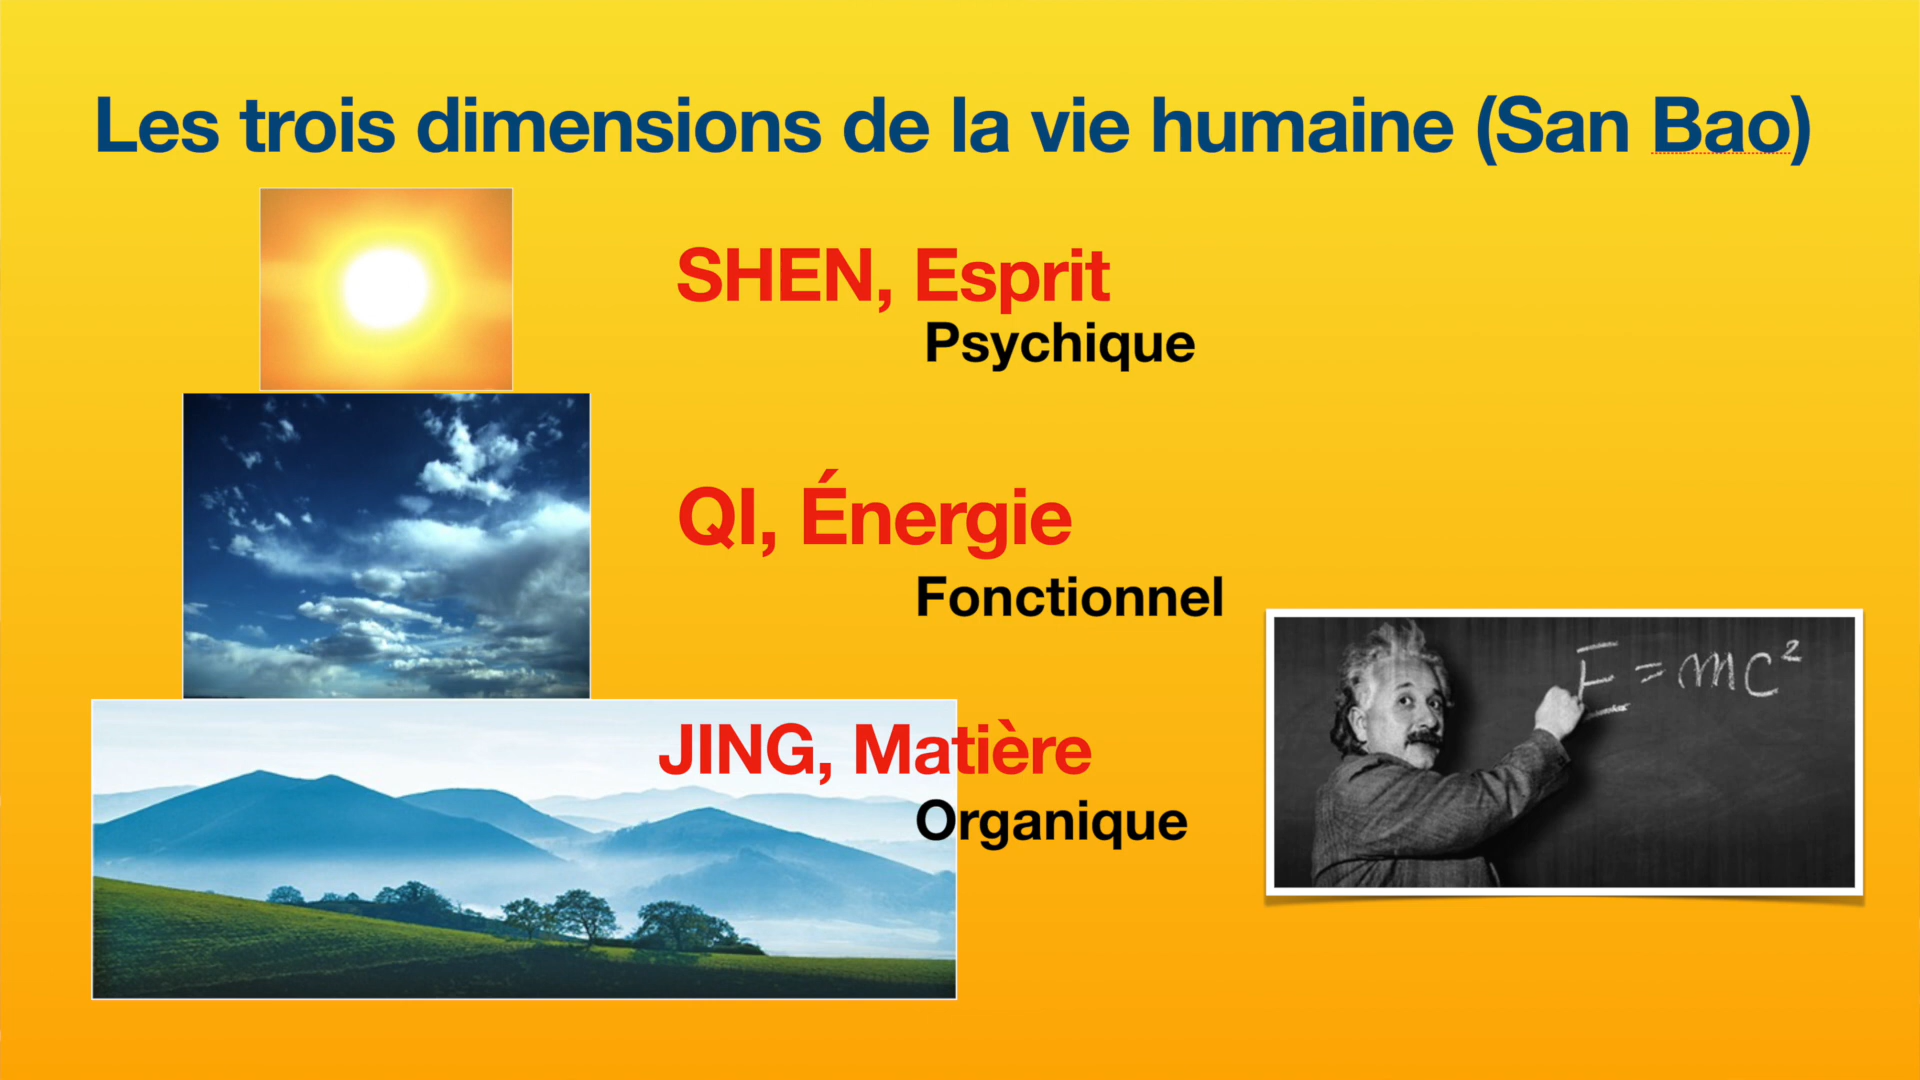 Les trois dimensions de la vie humaine (San Bao)
SHEN, Esprit
Psychique
QI, Énergie
Fonctionnel
JING, Matière
Organique
E = mc²